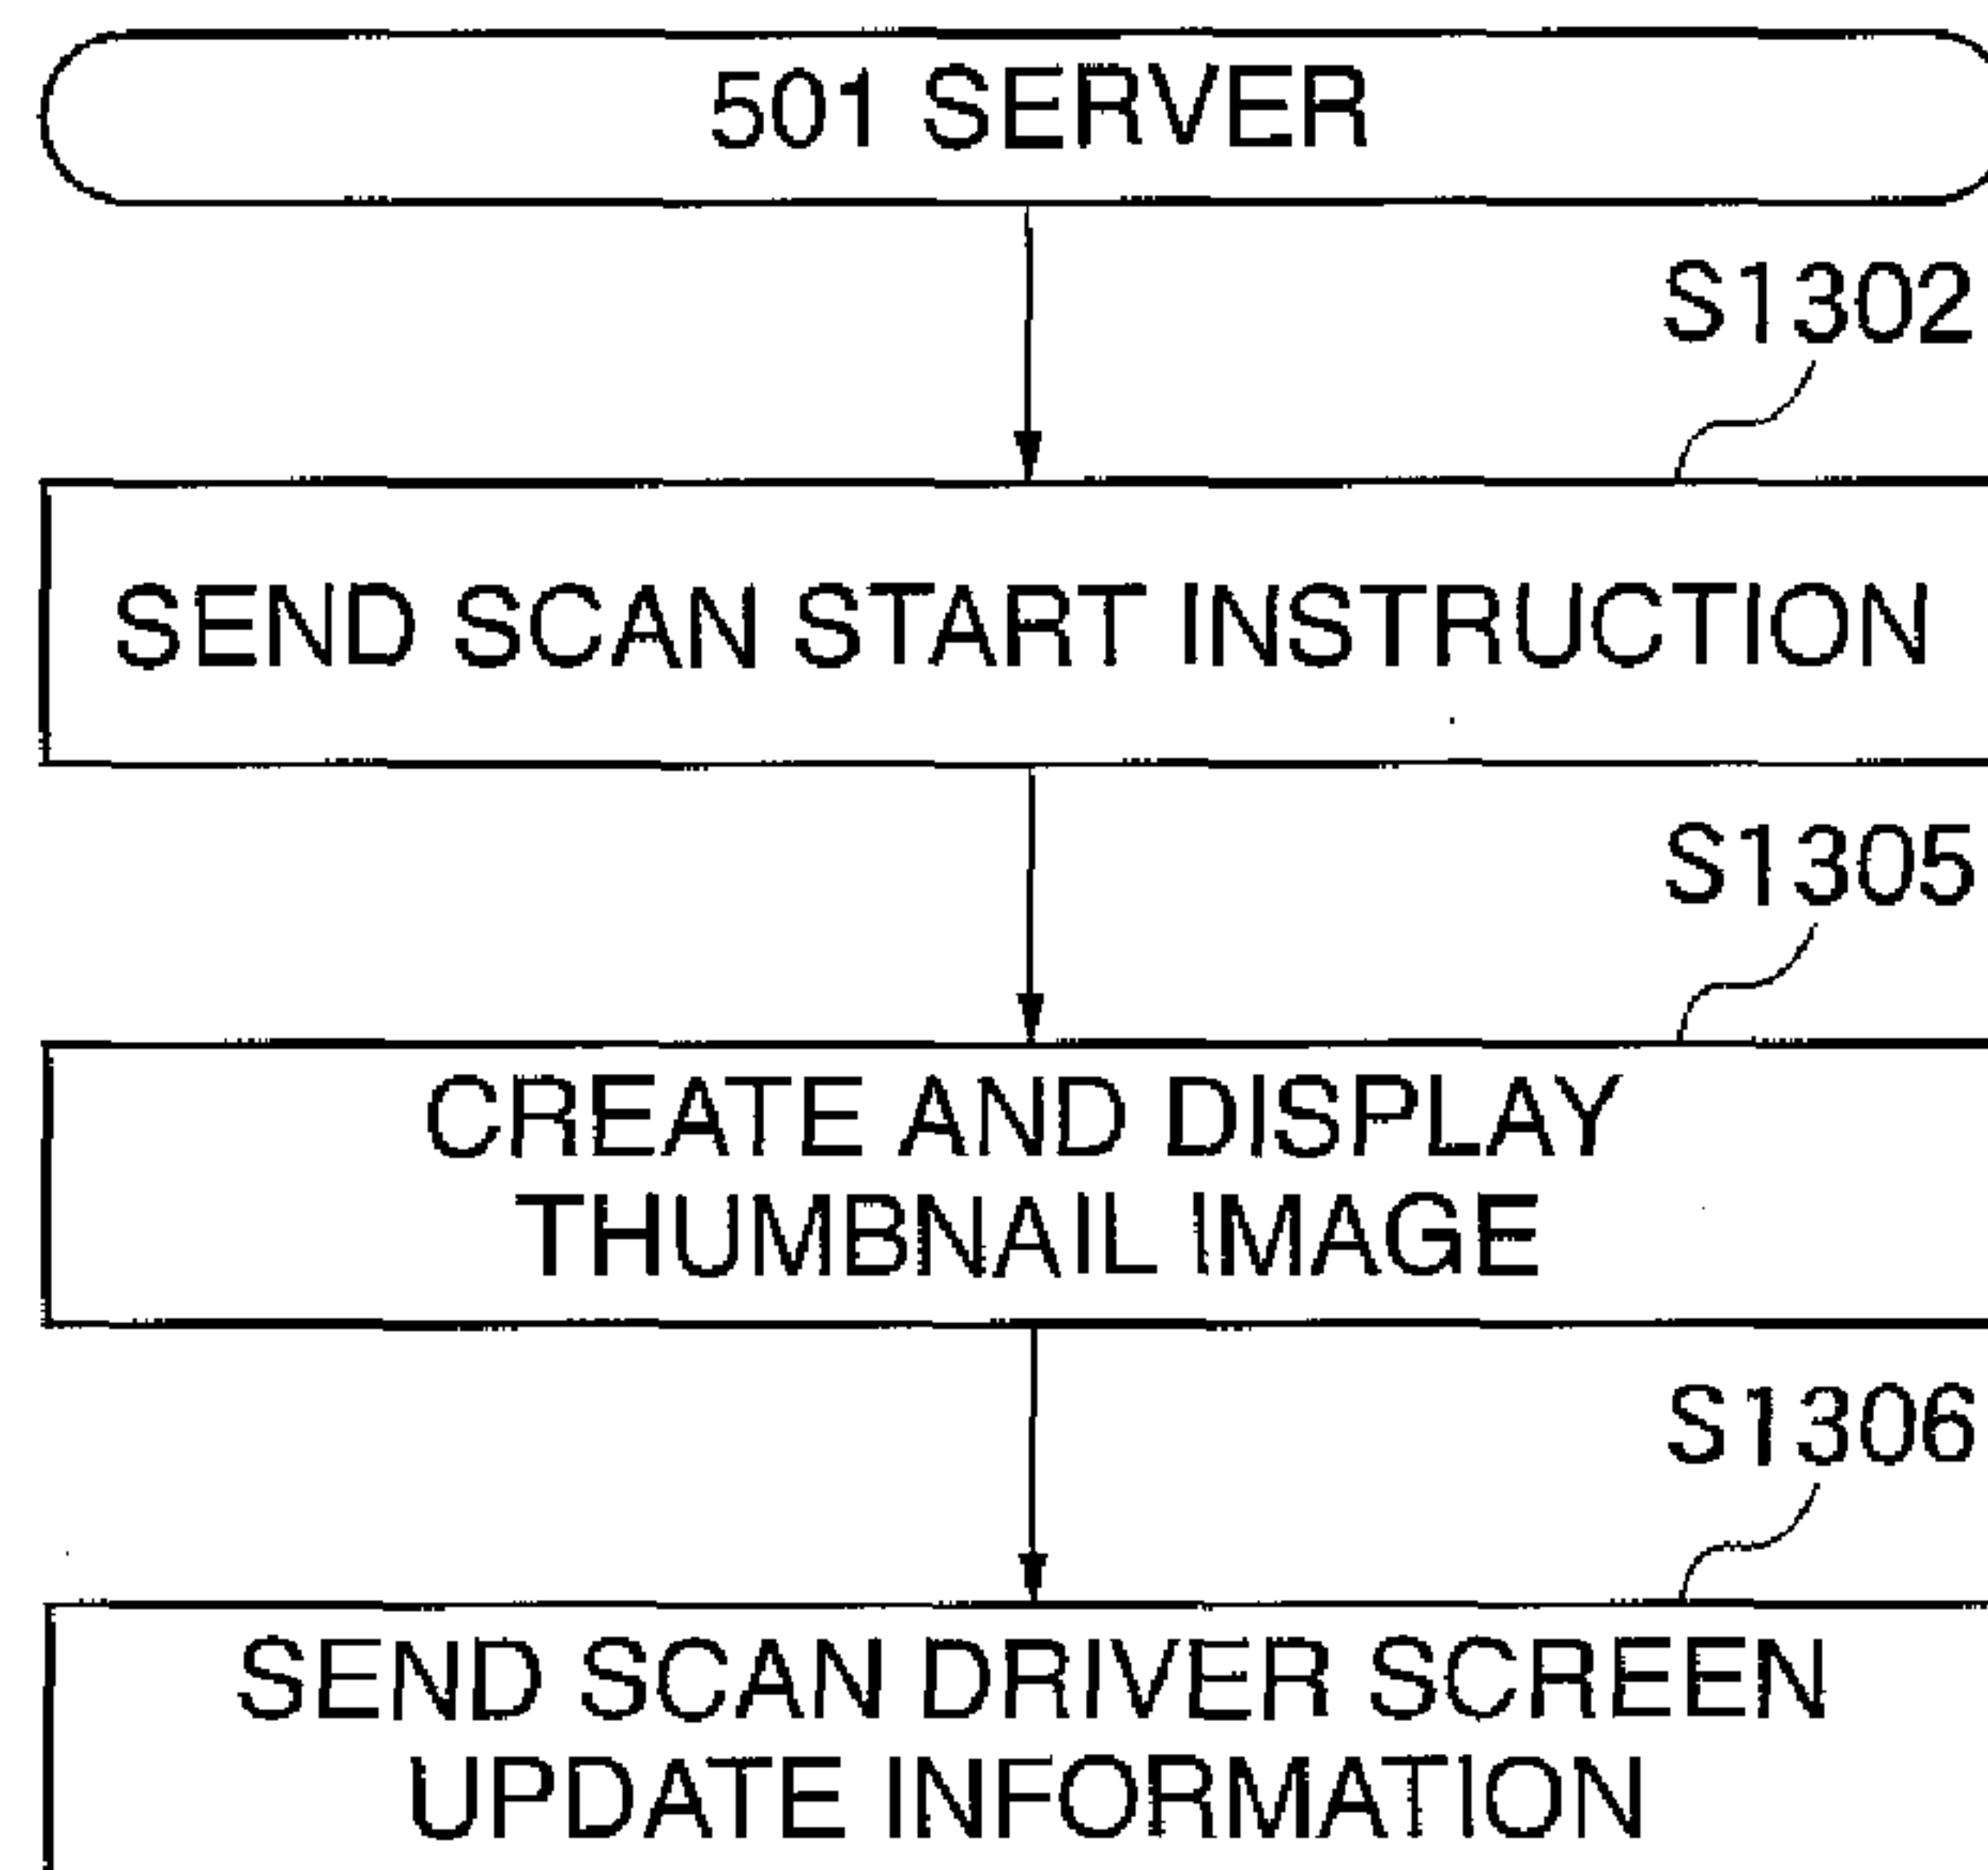 501 SERVER
S1302
SEND SCAN START INSTRUCTION
S1305
CREATE AND DISPLAY
THUMBNAIL IMAGE
S1306
SEND SCAN DRIVER SCREEN
UPDATE INFORMATION